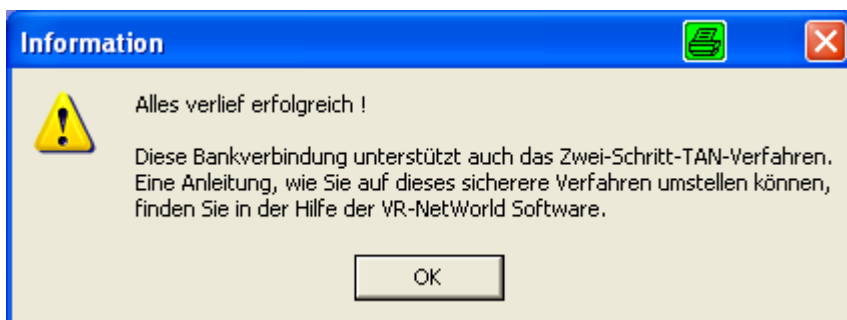 Information
Alles verlief erfolgreich !
Diese Bankverbindung unterstützt auch das Zwei-Schritt-TAN-Verfahren.
Eine Anleitung, wie Sie auf dieses sicherere Verfahren umstellen können,
finden Sie in der Hilfe der VR-NetWorld Software.
OK